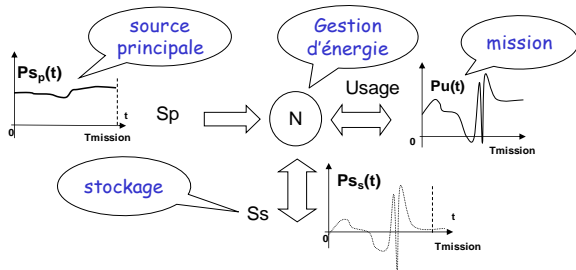 source
principale
Gestion
d'énergie
mission
Psp(t)
t
0
Tmission
Sp
N
Usage
Pu(t)
0
Tmission
stockage
Ss
Pss(t)
t
0
Tmission